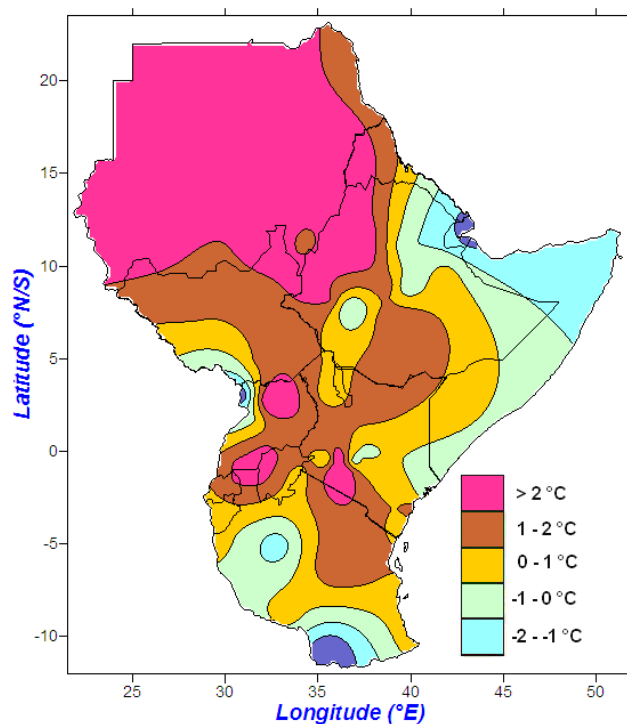 20
15
10
5
0
-5
-10
Latitude (°N/S)
> 2 °C
1 - 2 °C
0 - 1 °C
-1 - 0 °C
-2 - -1 °C
25 30 35 40 45 50
Longitude (°E)